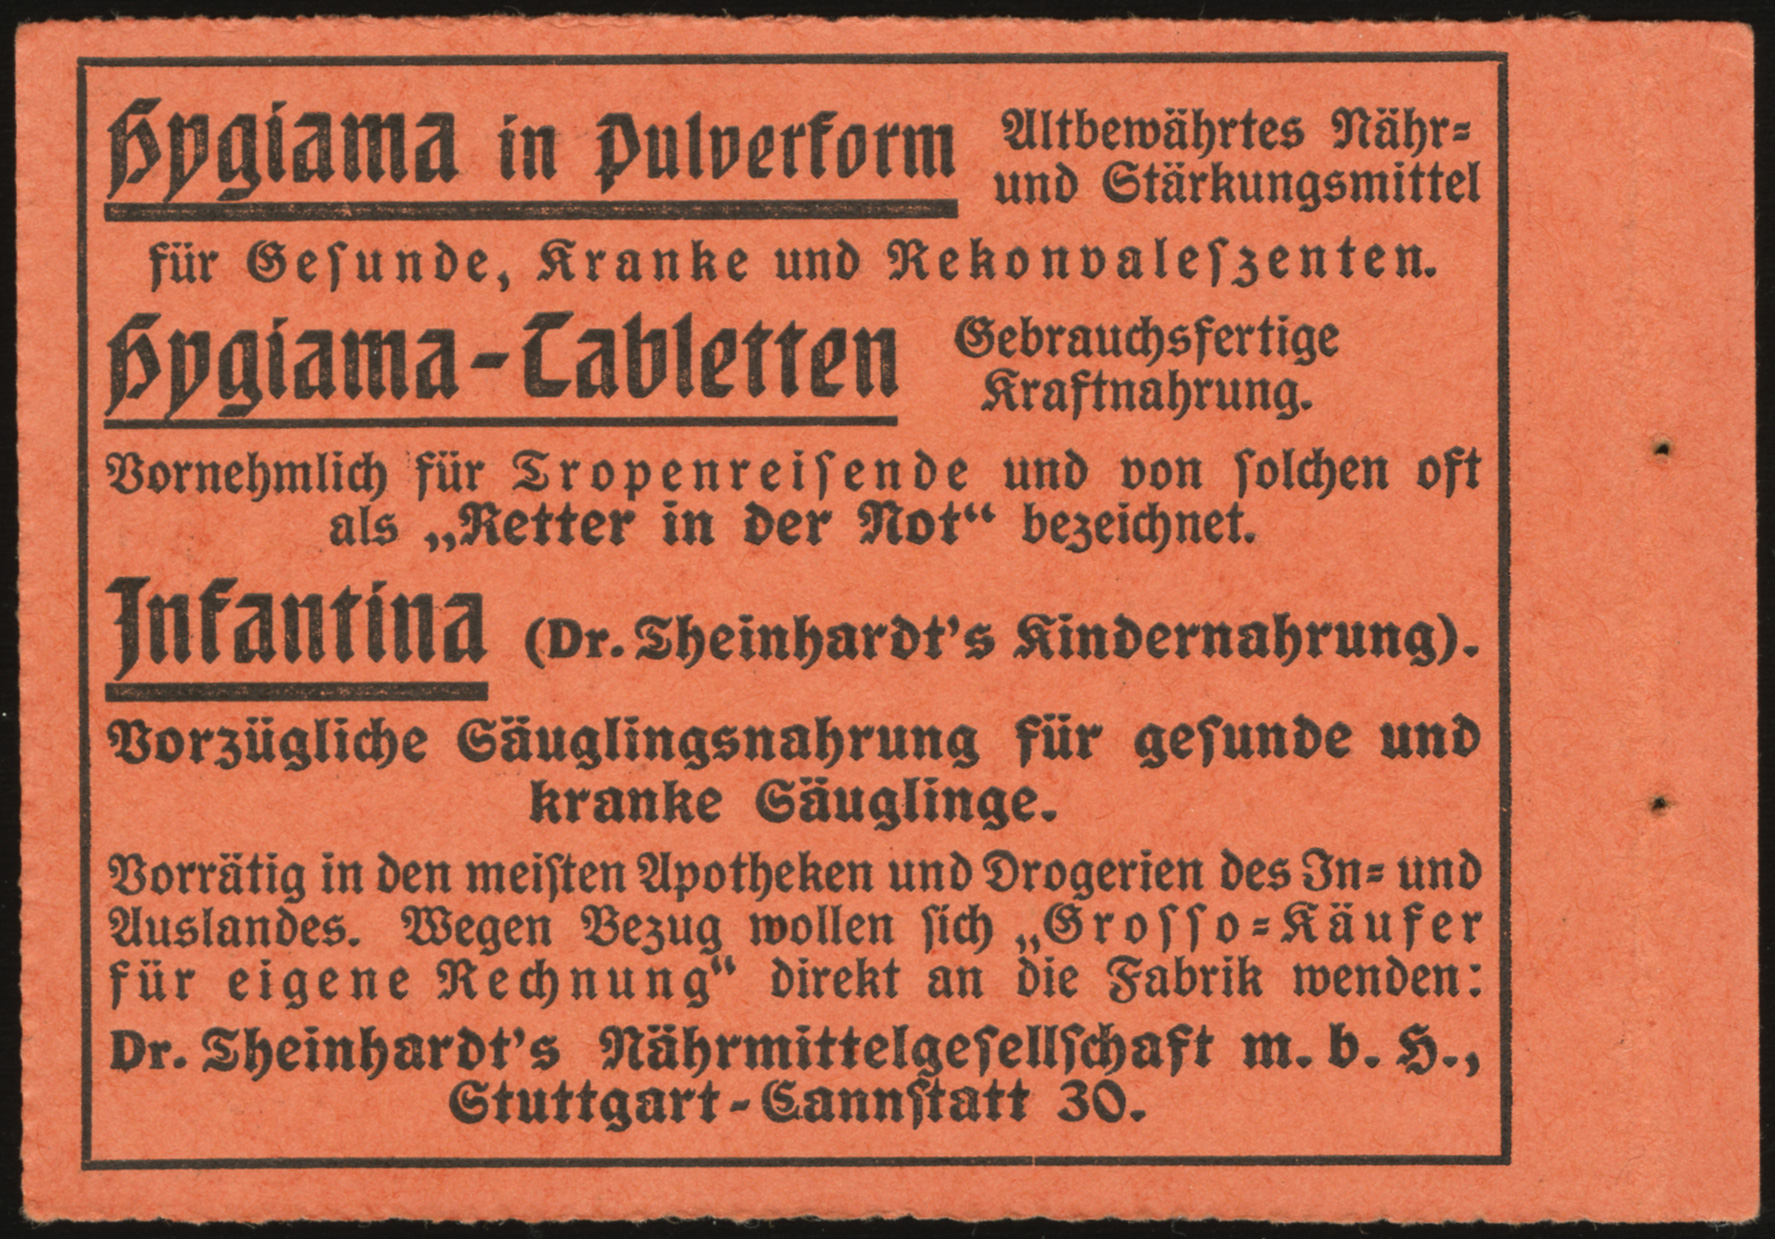 Hygiama in Pulverform Altbewährtes Nähr-
und Stärkungsmittel
für Gesunde, Kranke und Rekonvaleszenten.
Hygiama-Tabletten Gebrauchsfertige
Kraftnahrung.
Vornehmlich für Tropenreisende und von solchen oft
als „Retter in der Not“ bezeichnet.
Infantina (Dr. Theinhardt's Kindernahrung).
Vorzügliche Säuglingsnahrung für gesunde und
kranke Säuglinge.
Vorrätig in den meisten Apotheken und Drogerien des In- und
Auslandes. Wegen Bezug wollen sich „Grosso-Käufer
für eigene Rechnung“ direkt an die Fabrik wenden:
Dr. Theinhardt's Nährmittelgesellschaft m. b. H.,
Stuttgart-Cannstatt 30.